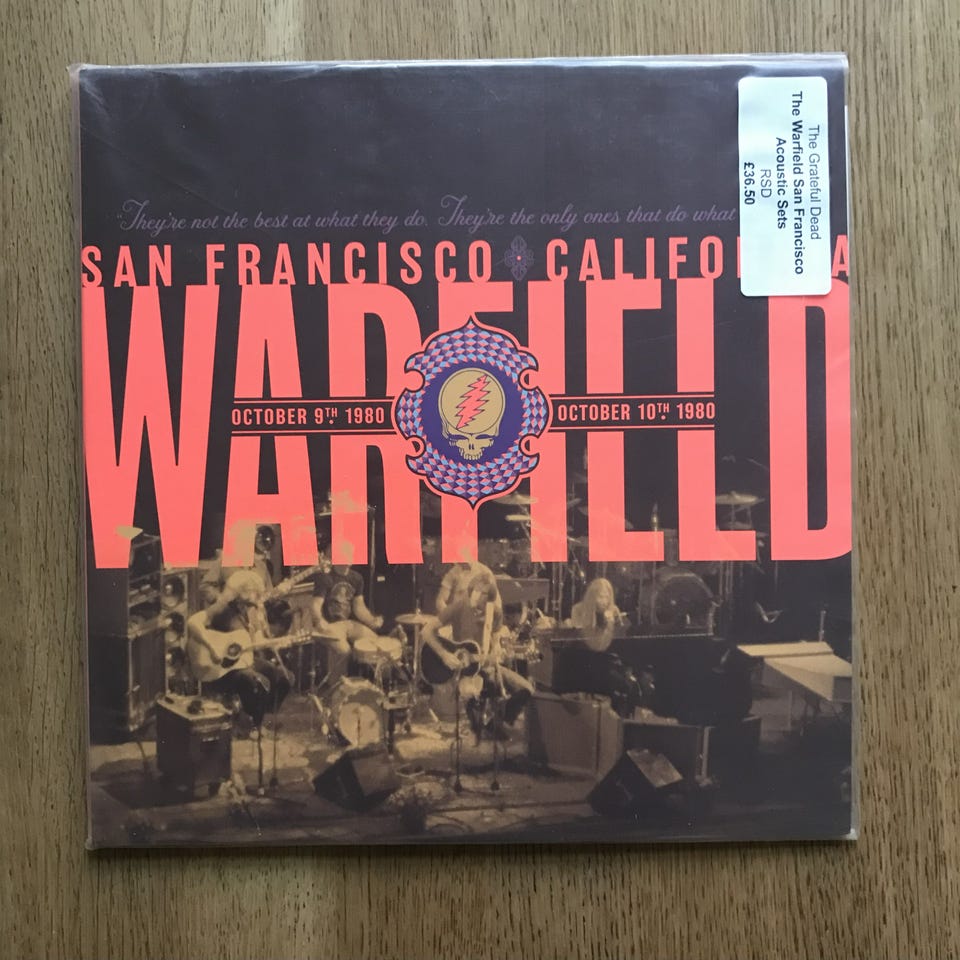 "They're not the best at what they do. They're the only ones that do what
SAN FRANCISCO CALIFO A
WARFIELD
OCTOBER 9TH 1980
OCTOBER 10TH 1980
The Grateful Dead
The Warfield San Francisco
Acoustic Sets
RSD
£36.50